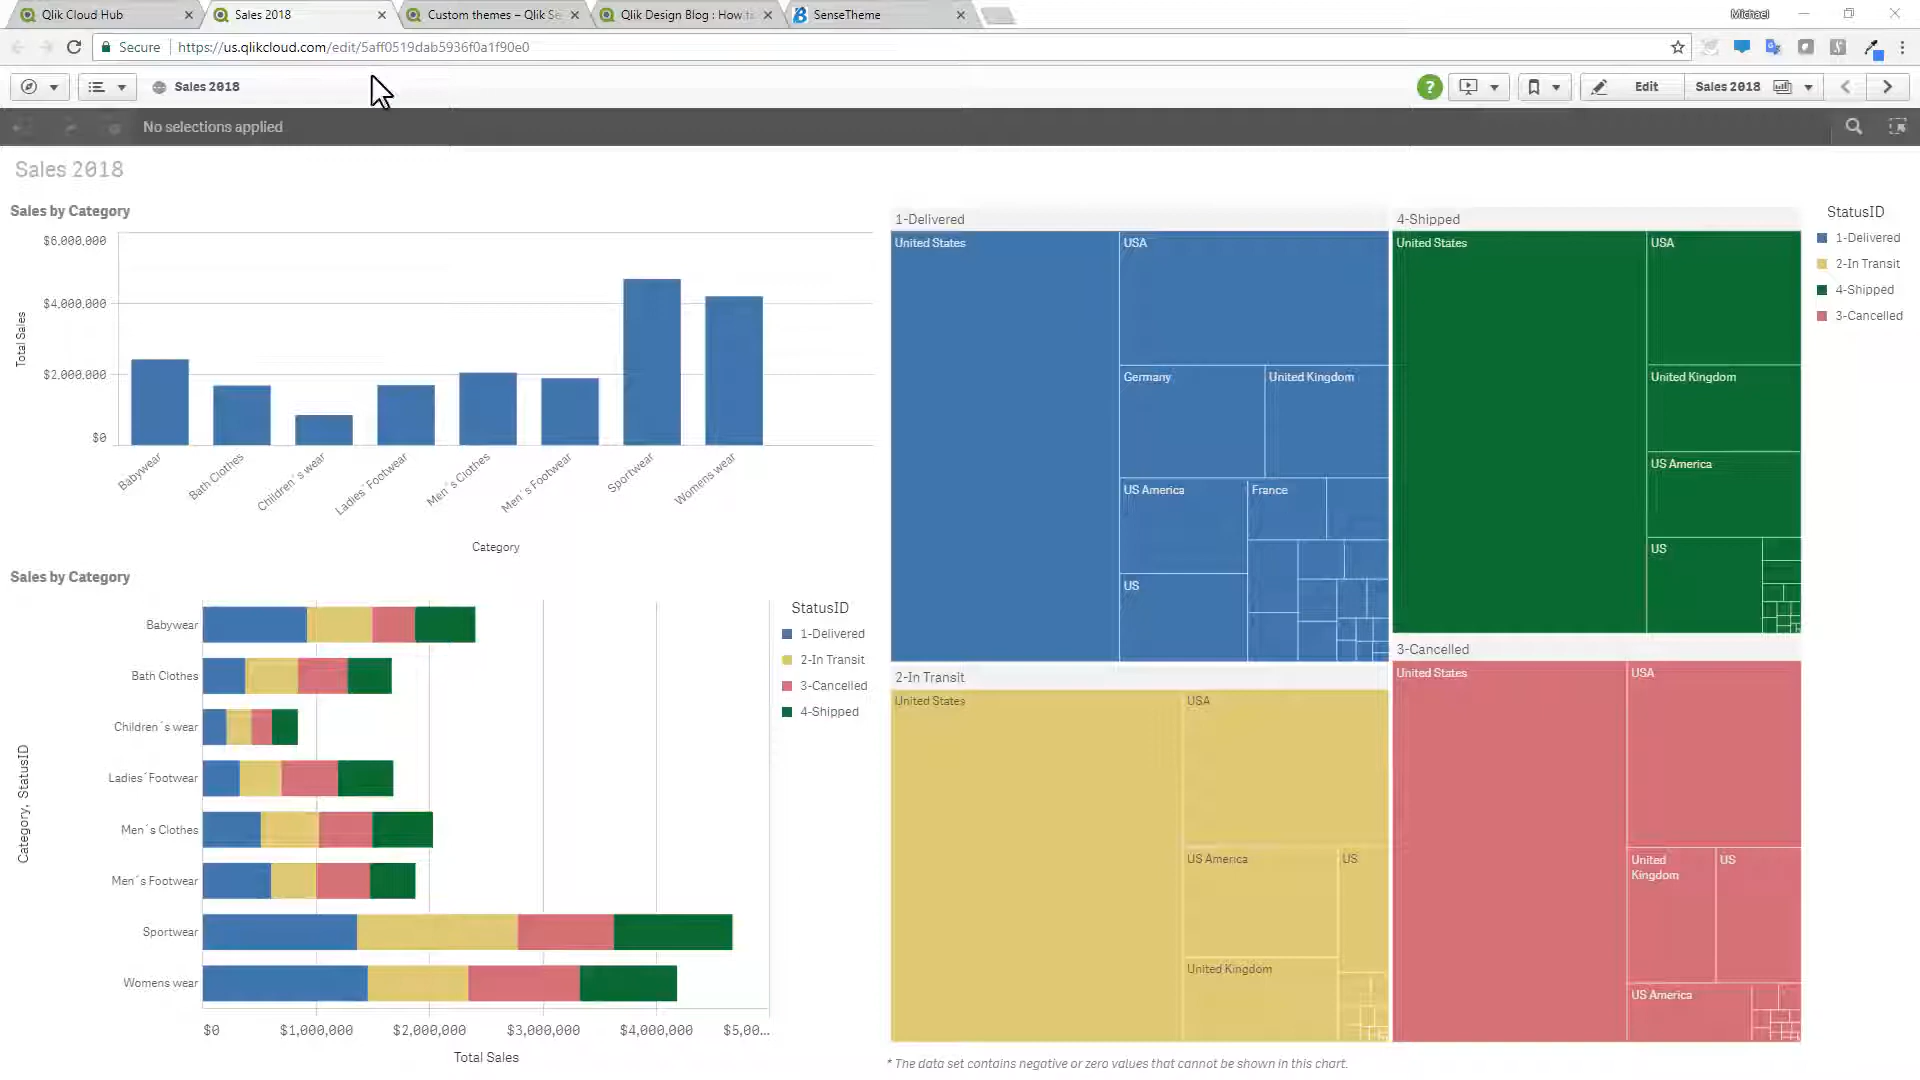 Qlik Cloud Hub
Sales 2018
Custom themes – Qlik Se
Qlik Design Blog : How
SenseTheme
Michael
Secure
https://us.qlikcloud.com/edit/5aff0519dab5936f0a1f90e0
Sales 2018
?
Edit
Sales 2018
No selections applied
Sales 2018
Sales by Category
$6,000,000
$4,000,000
$2,000,000
$0
Total Sales
Babywear
Bath Clothes
Children´s wear
Ladies´Footwear
Men´s Clothes
Men´s Footwear
Sportwear
Womens wear
Category
Sales by Category
Category, StatusID
Babywear
Bath Clothes
Children´s wear
Ladies´Footwear
Men´s Clothes
Men´s Footwear
Sportwear
Womens wear
$0
$1,000,000
$2,000,000
$3,000,000
$4,000,000
$5,00...
Total Sales
StatusID
1-Delivered
2-In Transit
3-Cancelled
4-Shipped
1-Delivered
United States
USA
Germany
United Kingdom
US America
France
US
4-Shipped
United States
USA
United Kingdom
US America
US
2-In Transit
United States
USA
US America
US
United Kingdom
3-Cancelled
United States
USA
United
Kingdom
US
US America
StatusID
1-Delivered
2-In Transit
4-Shipped
3-Cancelled
* The data set contains negative or zero values that cannot be shown in this chart.